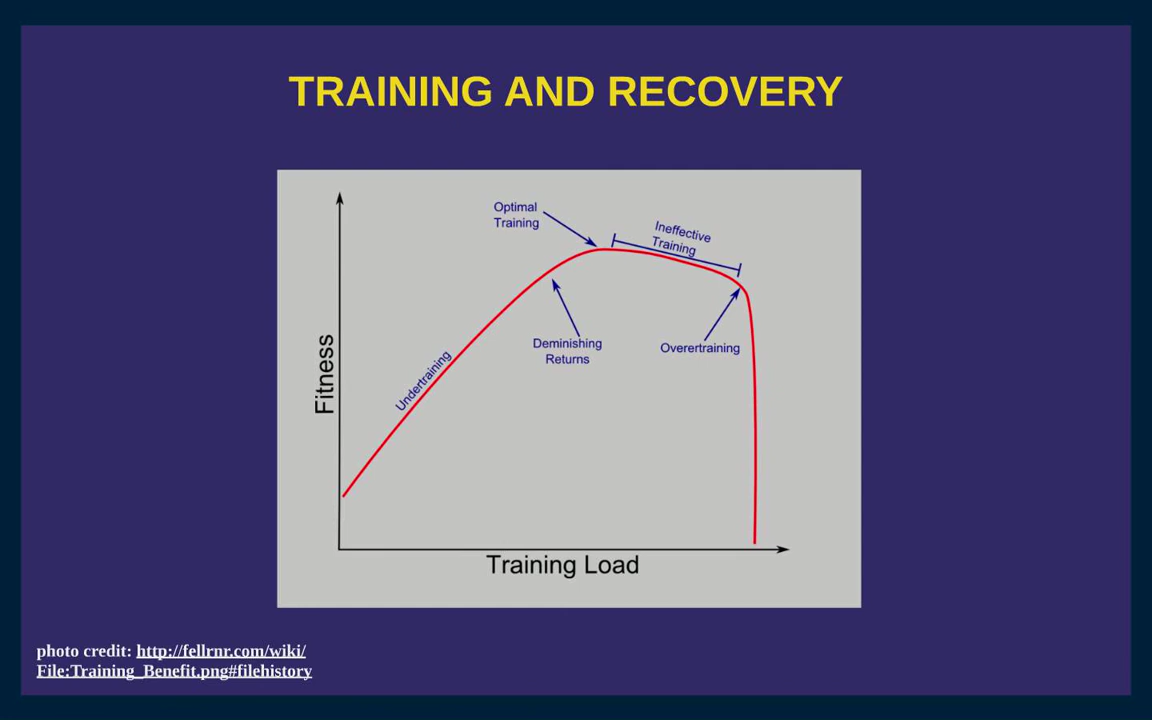 TRAINING AND RECOVERY
Optimal
Training
Ineffective
Training
Deminishing
Returns
Overertraining
Undertraining
Fitness
Training Load
photo credit: http://fellrnr.com/wiki/
File:Training_Benefit.png#filehistory